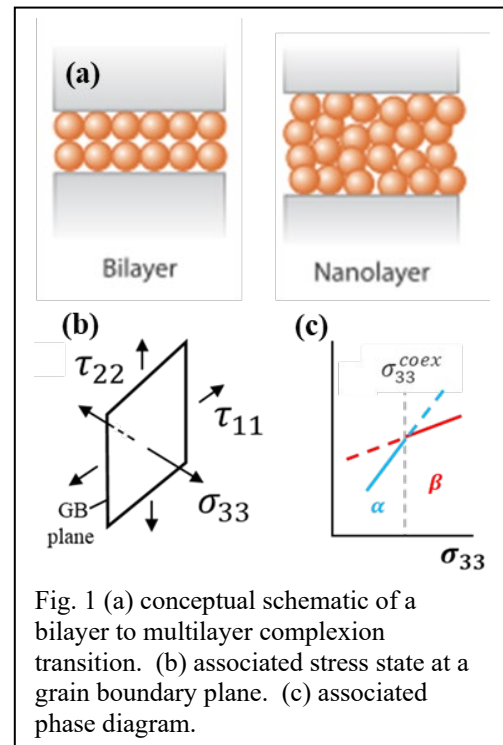 (a)
Bilayer
Nanolayer
(b)
(c)
τ₂₂
τ₁₁
σ₃₃
GB
plane
σ₃₃ᶜᵒᵉˣ
α
β
σ₃₃
Fig. 1 (a) conceptual schematic of a
bilayer to multilayer complexion
transition.  (b) associated stress state at a
grain boundary plane.  (c) associated
phase diagram.